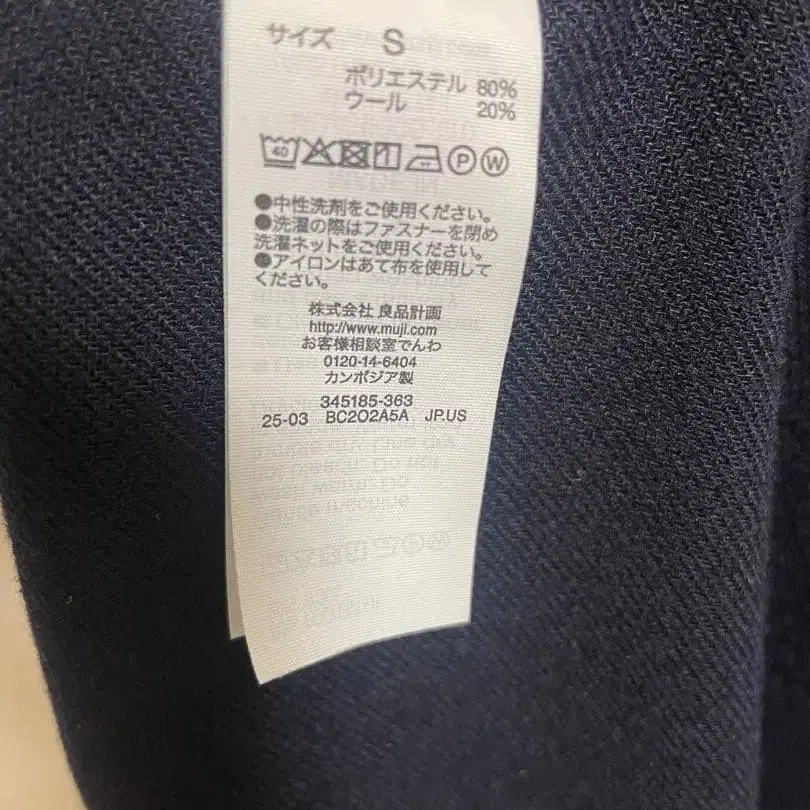 サイズ S
ポリエステル 80%
ウール 20%
40 P W
●中性洗剤をご使用ください。
●洗濯の際はファスナーを閉め
洗濯ネットをご使用ください。
●アイロンはあて布を使用して
ください。
株式会社 良品計画
http://www.muji.com
お客様相談室でんわ
0120-14-6404
カンボジア製
345185-363
25-03 BC2O2A5A JP.US